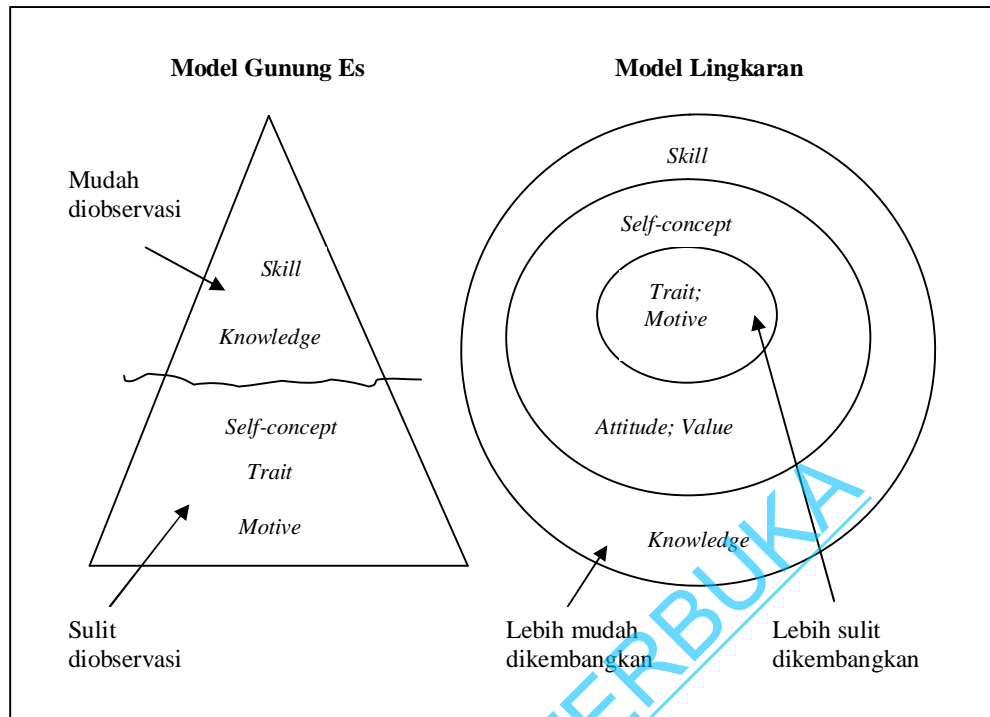 Model Gunung Es
Mudah
diobservasi
Skill
Knowledge
Self-concept
Trait
Motive
Sulit
diobservasi
Model Lingkaran
Skill
Self-concept
Trait;
Motive
Attitude; Value
Knowledge
Lebih mudah
dikembangkan
Lebih sulit
dikembangkan
TERBUKA